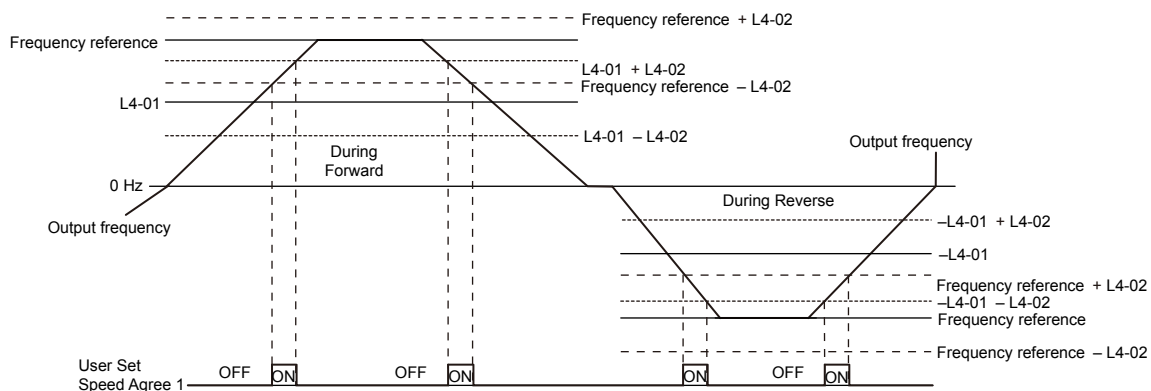 Frequency reference + L4-02
Frequency reference
L4-01 + L4-02
Frequency reference – L4-02
L4-01
L4-01 – L4-02
During
Forward
Output frequency
0 Hz
During Reverse
Output frequency
–L4-01 + L4-02
–L4-01
Frequency reference + L4-02
–L4-01 – L4-02
Frequency reference
Frequency reference – L4-02
User Set
Speed Agree 1
OFF ON OFF ON ON OFF ON